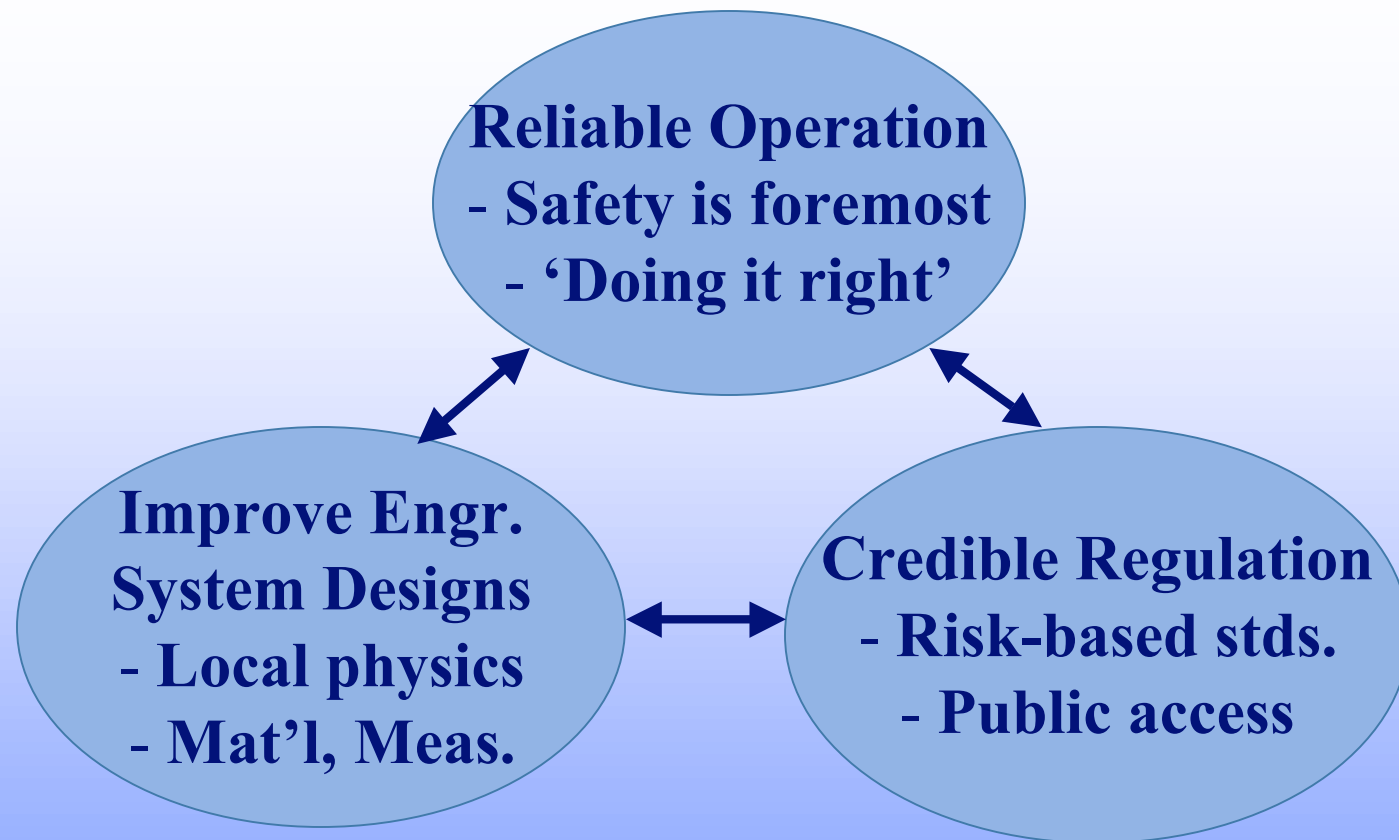 Reliable Operation
- Safety is foremost
- ‘Doing it right’
Improve Engr.
System Designs
- Local physics
- Mat’l, Meas.
Credible Regulation
- Risk-based stds.
- Public access